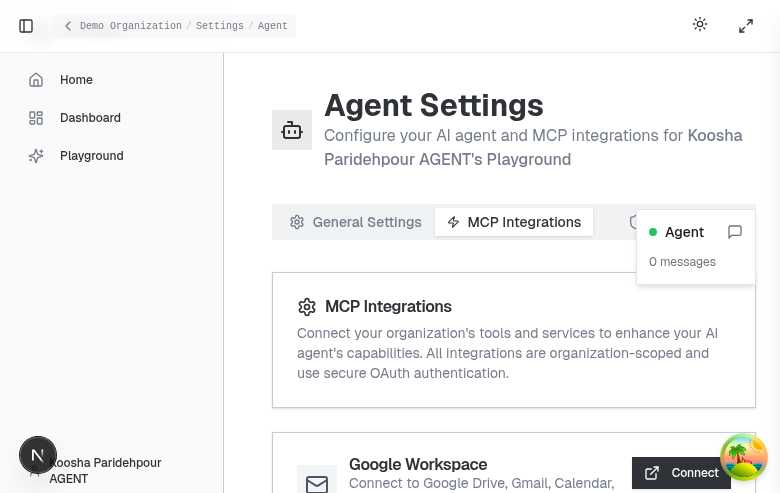 Demo Organization / Settings / Agent
Home
Dashboard
Playground
Agent Settings
Configure your AI agent and MCP integrations for Koosha
Paridehpour AGENT's Playground
General Settings
MCP Integrations
Agent
0 messages
MCP Integrations
Connect your organization's tools and services to enhance your AI
agent's capabilities. All integrations are organization-scoped and
use secure OAuth authentication.
Google Workspace
Connect to Google Drive, Gmail, Calendar,
Connect
N
Koosha Paridehpour
AGENT